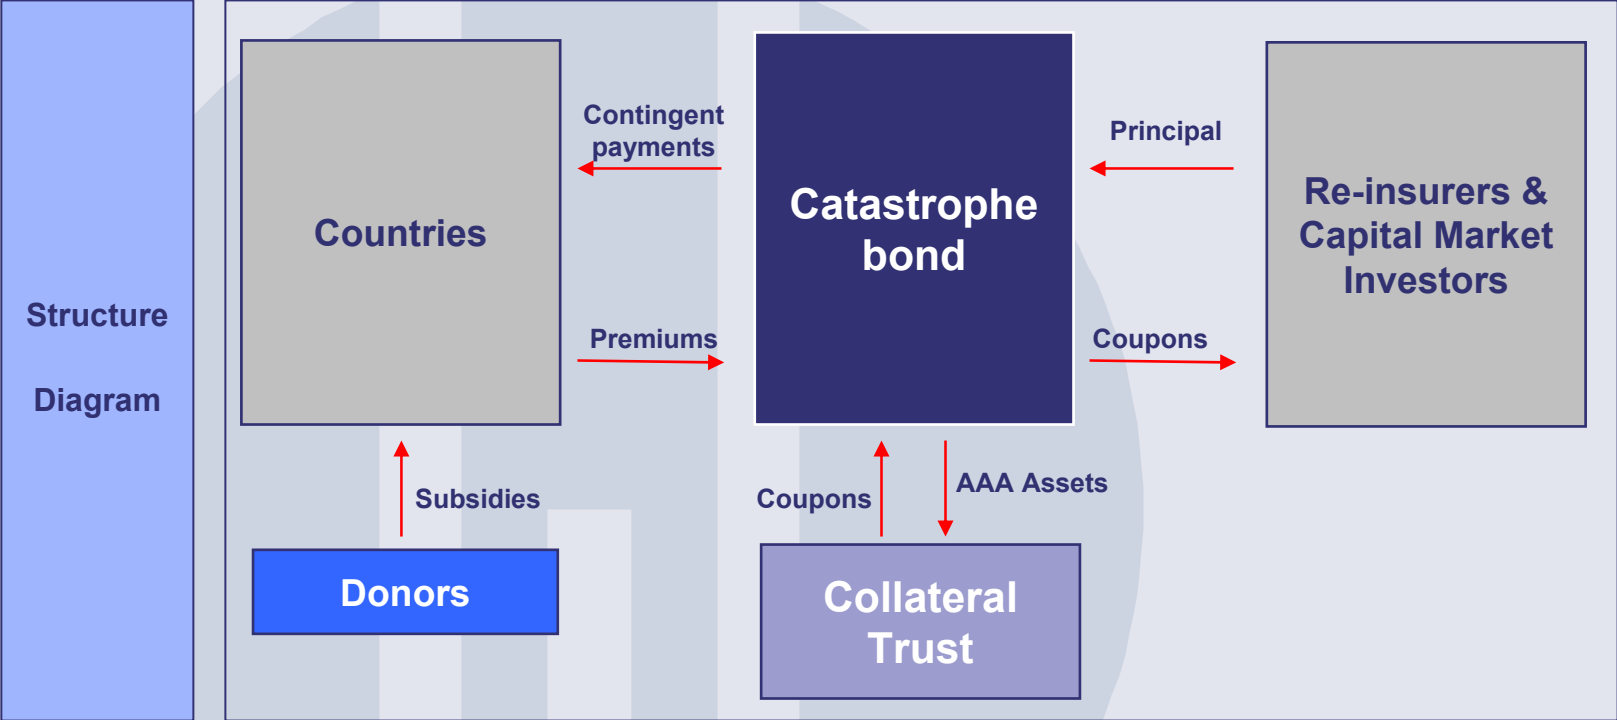 Structure
Diagram
Countries
Contingent
payments
Premiums
Catastrophe
bond
Principal
Coupons
Re-insurers &
Capital Market
Investors
Subsidies
Donors
Coupons
AAA Assets
Collateral
Trust